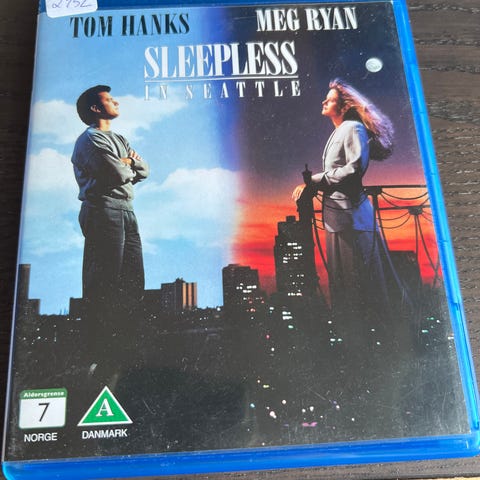 2752
TOM HANKS MEG RYAN
SLEEPLESS
IN SEATTLE
Aldersgrense
7
NORGE
A
DANMARK